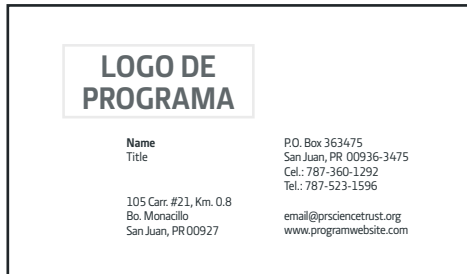 LOGO DE
PROGRAMA
Name
Title
105 Carr. #21, Km. 0.8
Bo. Monacillo
San Juan, PR 00927
P.O. Box 363475
San Juan, PR 00936-3475
Cel.: 787-360-1292
Tel.: 787-523-1596
email@prsciencetrust.org
www.programwebsite.com